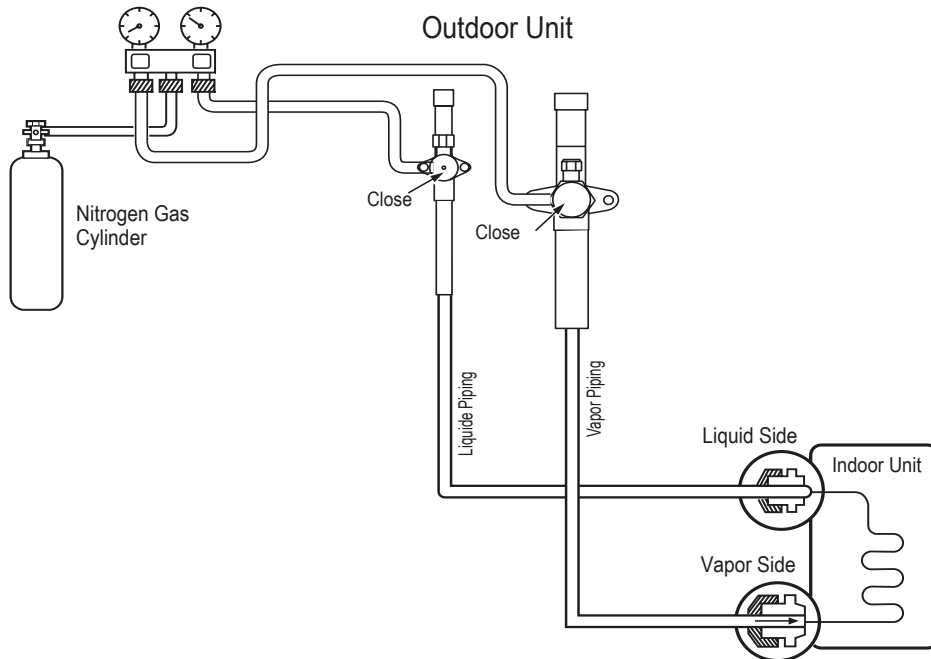 Outdoor Unit
Nitrogen Gas
Cylinder
Close
Close
Liquide Piping
Vapor Piping
Liquid Side
Indoor Unit
Vapor Side